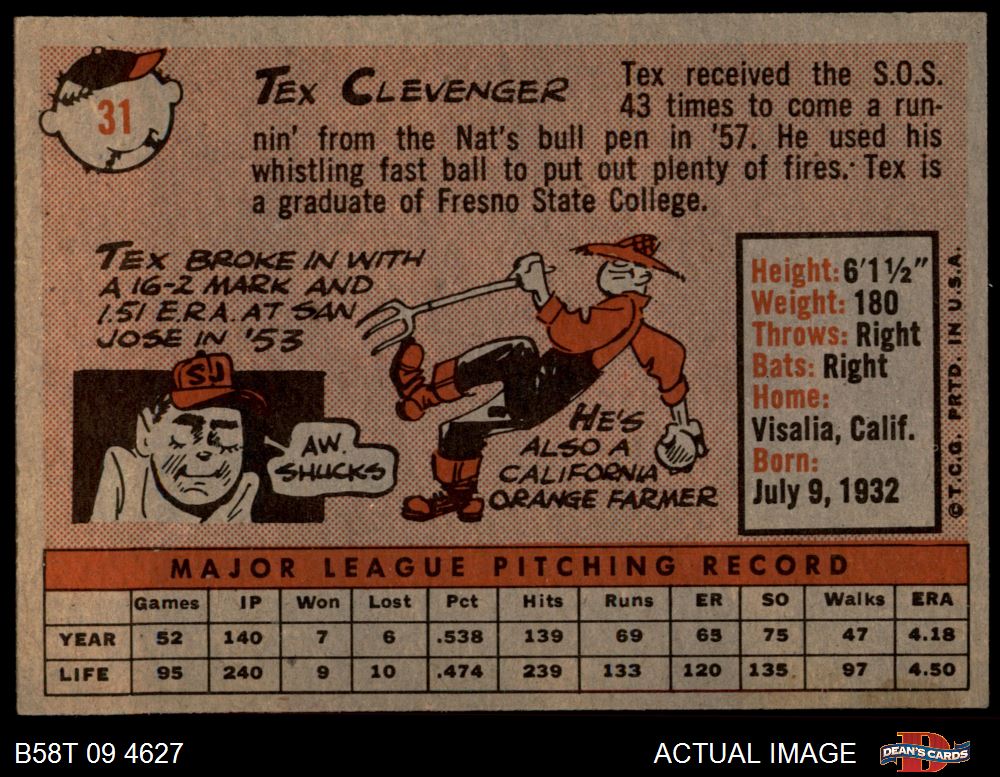 31
TEX CLEVENGER
Tex received the S.O.S.
43 times to come a run-
nin' from the Nat's bull pen in '57. He used his
whistling fast ball to put out plenty of fires. Tex is
a graduate of Fresno State College.
TEX BROKE IN WITH
A 16-2 MARK AND
1.51 E.R.A. AT SAN
JOSE IN '53
SJ
AW.
SHUCKS
HE'S
ALSO A
CALIFORNIA
ORANGE FARMER
Height: 6'1½"
Weight: 180
Throws: Right
Bats: Right
Home:
Visalia, Calif.
Born:
July 9, 1932
©T.C.G. PRTD. IN U.S.A.
MAJOR LEAGUE PITCHING RECORD
Games IP Won Lost Pct Hits Runs ER SO Walks ERA
YEAR 52 140 7 6 .538 139 69 65 75 47 4.18
LIFE 95 240 9 10 .474 239 133 120 135 97 4.50
B58T 09 4627
ACTUAL IMAGE
D
DEAN'S CARDS